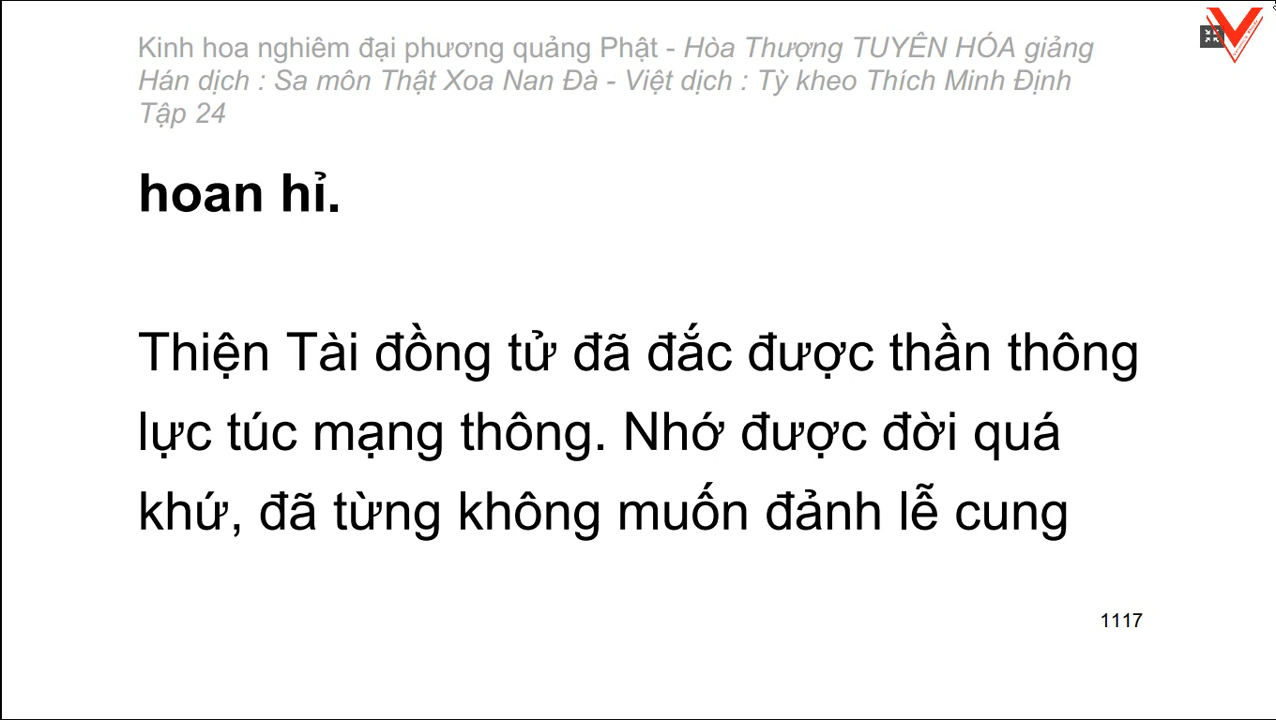 Kinh hoa nghiêm đại phương quảng Phật - Hòa Thượng TUYÊN HÓA giảng
Hán dịch : Sa môn Thật Xoa Nan Đà - Việt dịch : Tỳ kheo Thích Minh Định
Tập 24
hoan hỉ.
Thiện Tài đồng tử đã đắc được thần thông
lực túc mạng thông. Nhớ được đời quá
khứ, đã từng không muốn đảnh lễ cung
1117